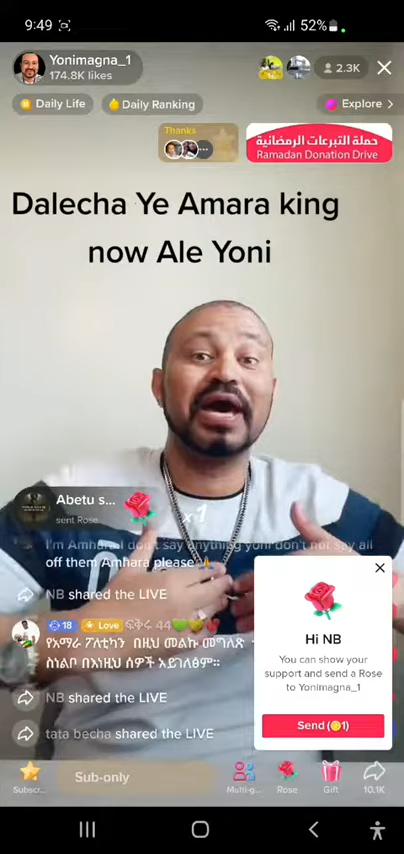 9:49
52%
Yonimagna_1
174.8K likes
2.3K
Daily Life
Daily Ranking
Explore >
Thanks
حملة التبرعات الرمضانية
Ramadan Donation Drive
Dalecha Ye Amara king
now Ale Yoni
Abetu s...
sent Rose
x1
I'm Amhara I don't say anything yoni don't not say all
off them Amhara please
NB shared the LIVE
18
Love
ፍቅሩ 44
የአማራ ፖለቲካን በዚህ መልኩ መግለጽ
ስነልቦ በእነዚህ ሰዎች አይገለፅም።
NB shared the LIVE
tata becha shared the LIVE
Hi NB
You can show your
support and send a Rose
to Yonimagna_1
Send (1)
Subscr...
Sub-only
Multi-g...
Rose
Gift
10.1K